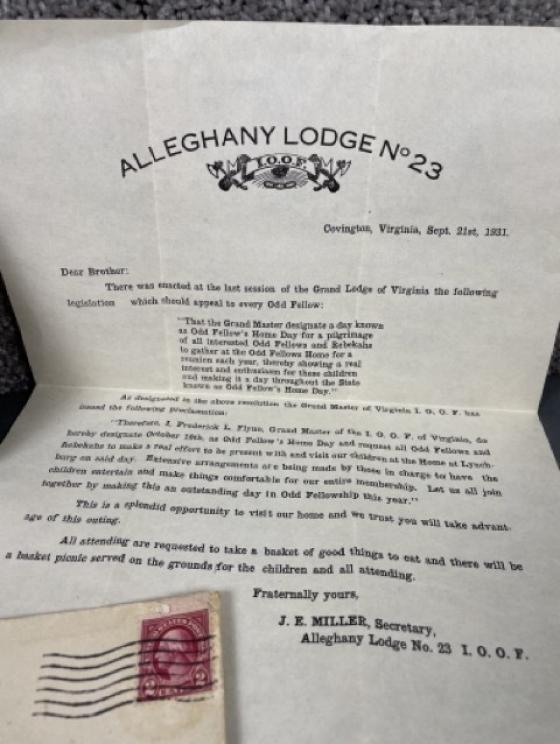 ALLEGHANY LODGE No 23
I.O.O.F.
Covington, Virginia, Sept. 21st, 1931.
Dear Brother:
There was enacted at the last session of the Grand Lodge of Virginia the following
legislation which should appeal to every Odd Fellow:
"That the Grand Master designate a day known
as Odd Fellow's Home Day for a pilgrimage
of all interested Odd Fellows and Rebekahs
to gather at the Odd Fellows Home for a
reunion each year, thereby showing a real
interest and enthusiasm for these children
and making it a day throughout the State
known as Odd Fellow's Home Day."
As designated in the above resolution the Grand Master of Virginia I. O. O. F. has
issued the following proclamation:
"Therefore, I, Frederick L. Flynn, Grand Master of the I. O. O. F. of Virginia, do
hereby designate October as Odd Fellow's Home Day and request all Odd Fellows and
Rebekahs to make a real effort to be present with and visit our children at the Home at Lynch-
burg on said day. Extensive arrangements are being made by those in charge to have the
children entertain and make things comfortable for our entire membership. Let us all join
together by making this an outstanding day in Odd Fellowship this year."
This is a splendid opportunity to visit our home and we trust you will take advant-
age of this outing.
All attending are requested to take a basket of good things to eat and there will be
a basket picnic served on the grounds for the children and all attending.
Fraternally yours,
J. E. MILLER, Secretary,
Alleghany Lodge No. 23 I. O. O. F.
2 CENTS 2